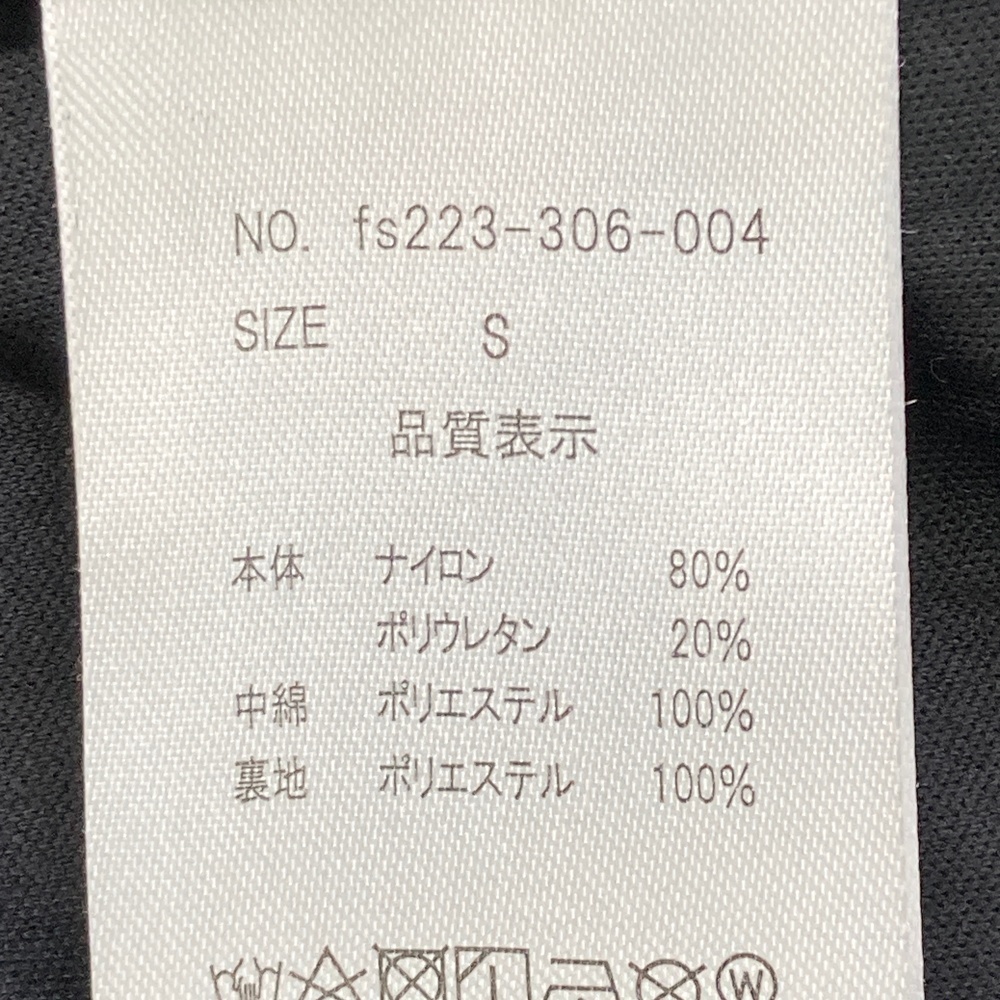 NO. fs223-306-004
SIZE S
品質表示
本体 ナイロン 80%
ポリウレタン 20%
中綿 ポリエステル 100%
裏地 ポリエステル 100%
W